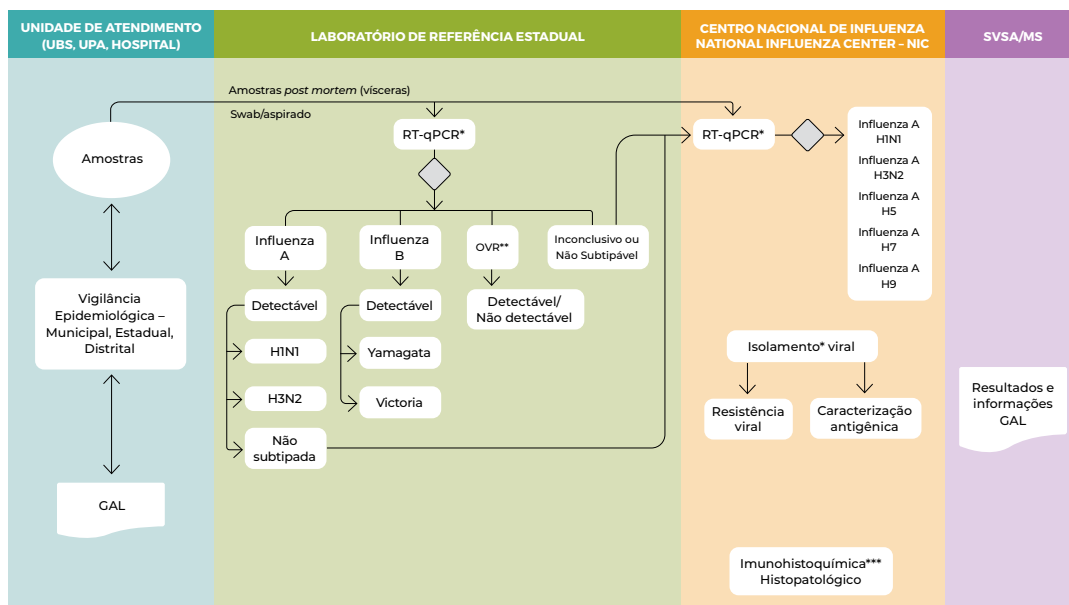 UNIDADE DE ATENDIMENTO
(UBS, UPA, HOSPITAL)
LABORATÓRIO DE REFERÊNCIA ESTADUAL
CENTRO NACIONAL DE INFLUENZA
NATIONAL INFLUENZA CENTER – NIC
SVSA/MS
Amostras post mortem (vísceras)
Swab/aspirado
Amostras
Vigilância
Epidemiológica –
Municipal, Estadual,
Distrital
GAL
RT-qPCR*
Influenza
A
Influenza
B
OVR**
Inconclusivo ou
Não Subtipável
Detectável
Detectável
Detectável/
Não detectável
H1N1
Yamagata
H3N2
Victoria
Não
subtipada
RT-qPCR*
Influenza A
H1N1
Influenza A
H3N2
Influenza A
H5
Influenza A
H7
Influenza A
H9
Isolamento* viral
Resistência
viral
Caracterização
antigênica
Imunohistoquímica***
Histopatológico
Resultados e
informações
GAL